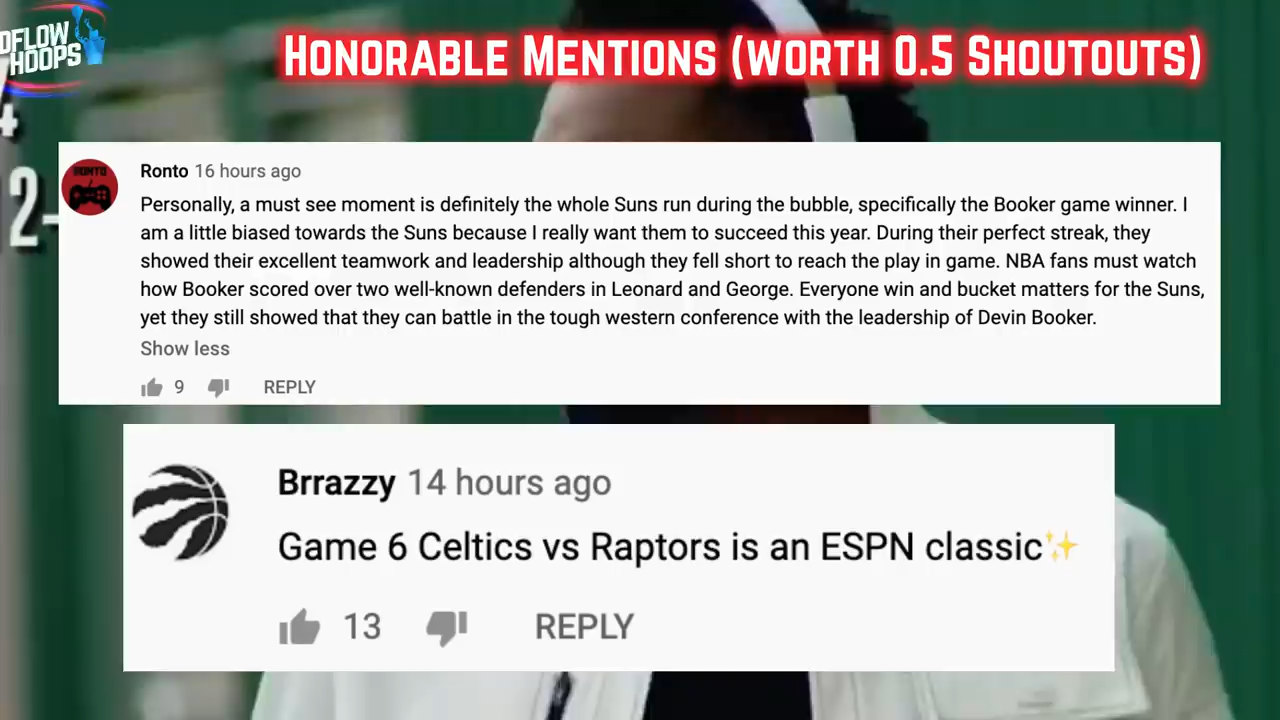 DFLOW
HOOPS
HONORABLE MENTIONS (WORTH 0.5 SHOUTOUTS)
2-
RONTO
Ronto 16 hours ago
Personally, a must see moment is definitely the whole Suns run during the bubble, specifically the Booker game winner. I
am a little biased towards the Suns because I really want them to succeed this year. During their perfect streak, they
showed their excellent teamwork and leadership although they fell short to reach the play in game. NBA fans must watch
how Booker scored over two well-known defenders in Leonard and George. Everyone win and bucket matters for the Suns,
yet they still showed that they can battle in the tough western conference with the leadership of Devin Booker.
Show less
9 REPLY
Brrazzy 14 hours ago
Game 6 Celtics vs Raptors is an ESPN classic✨
13 REPLY